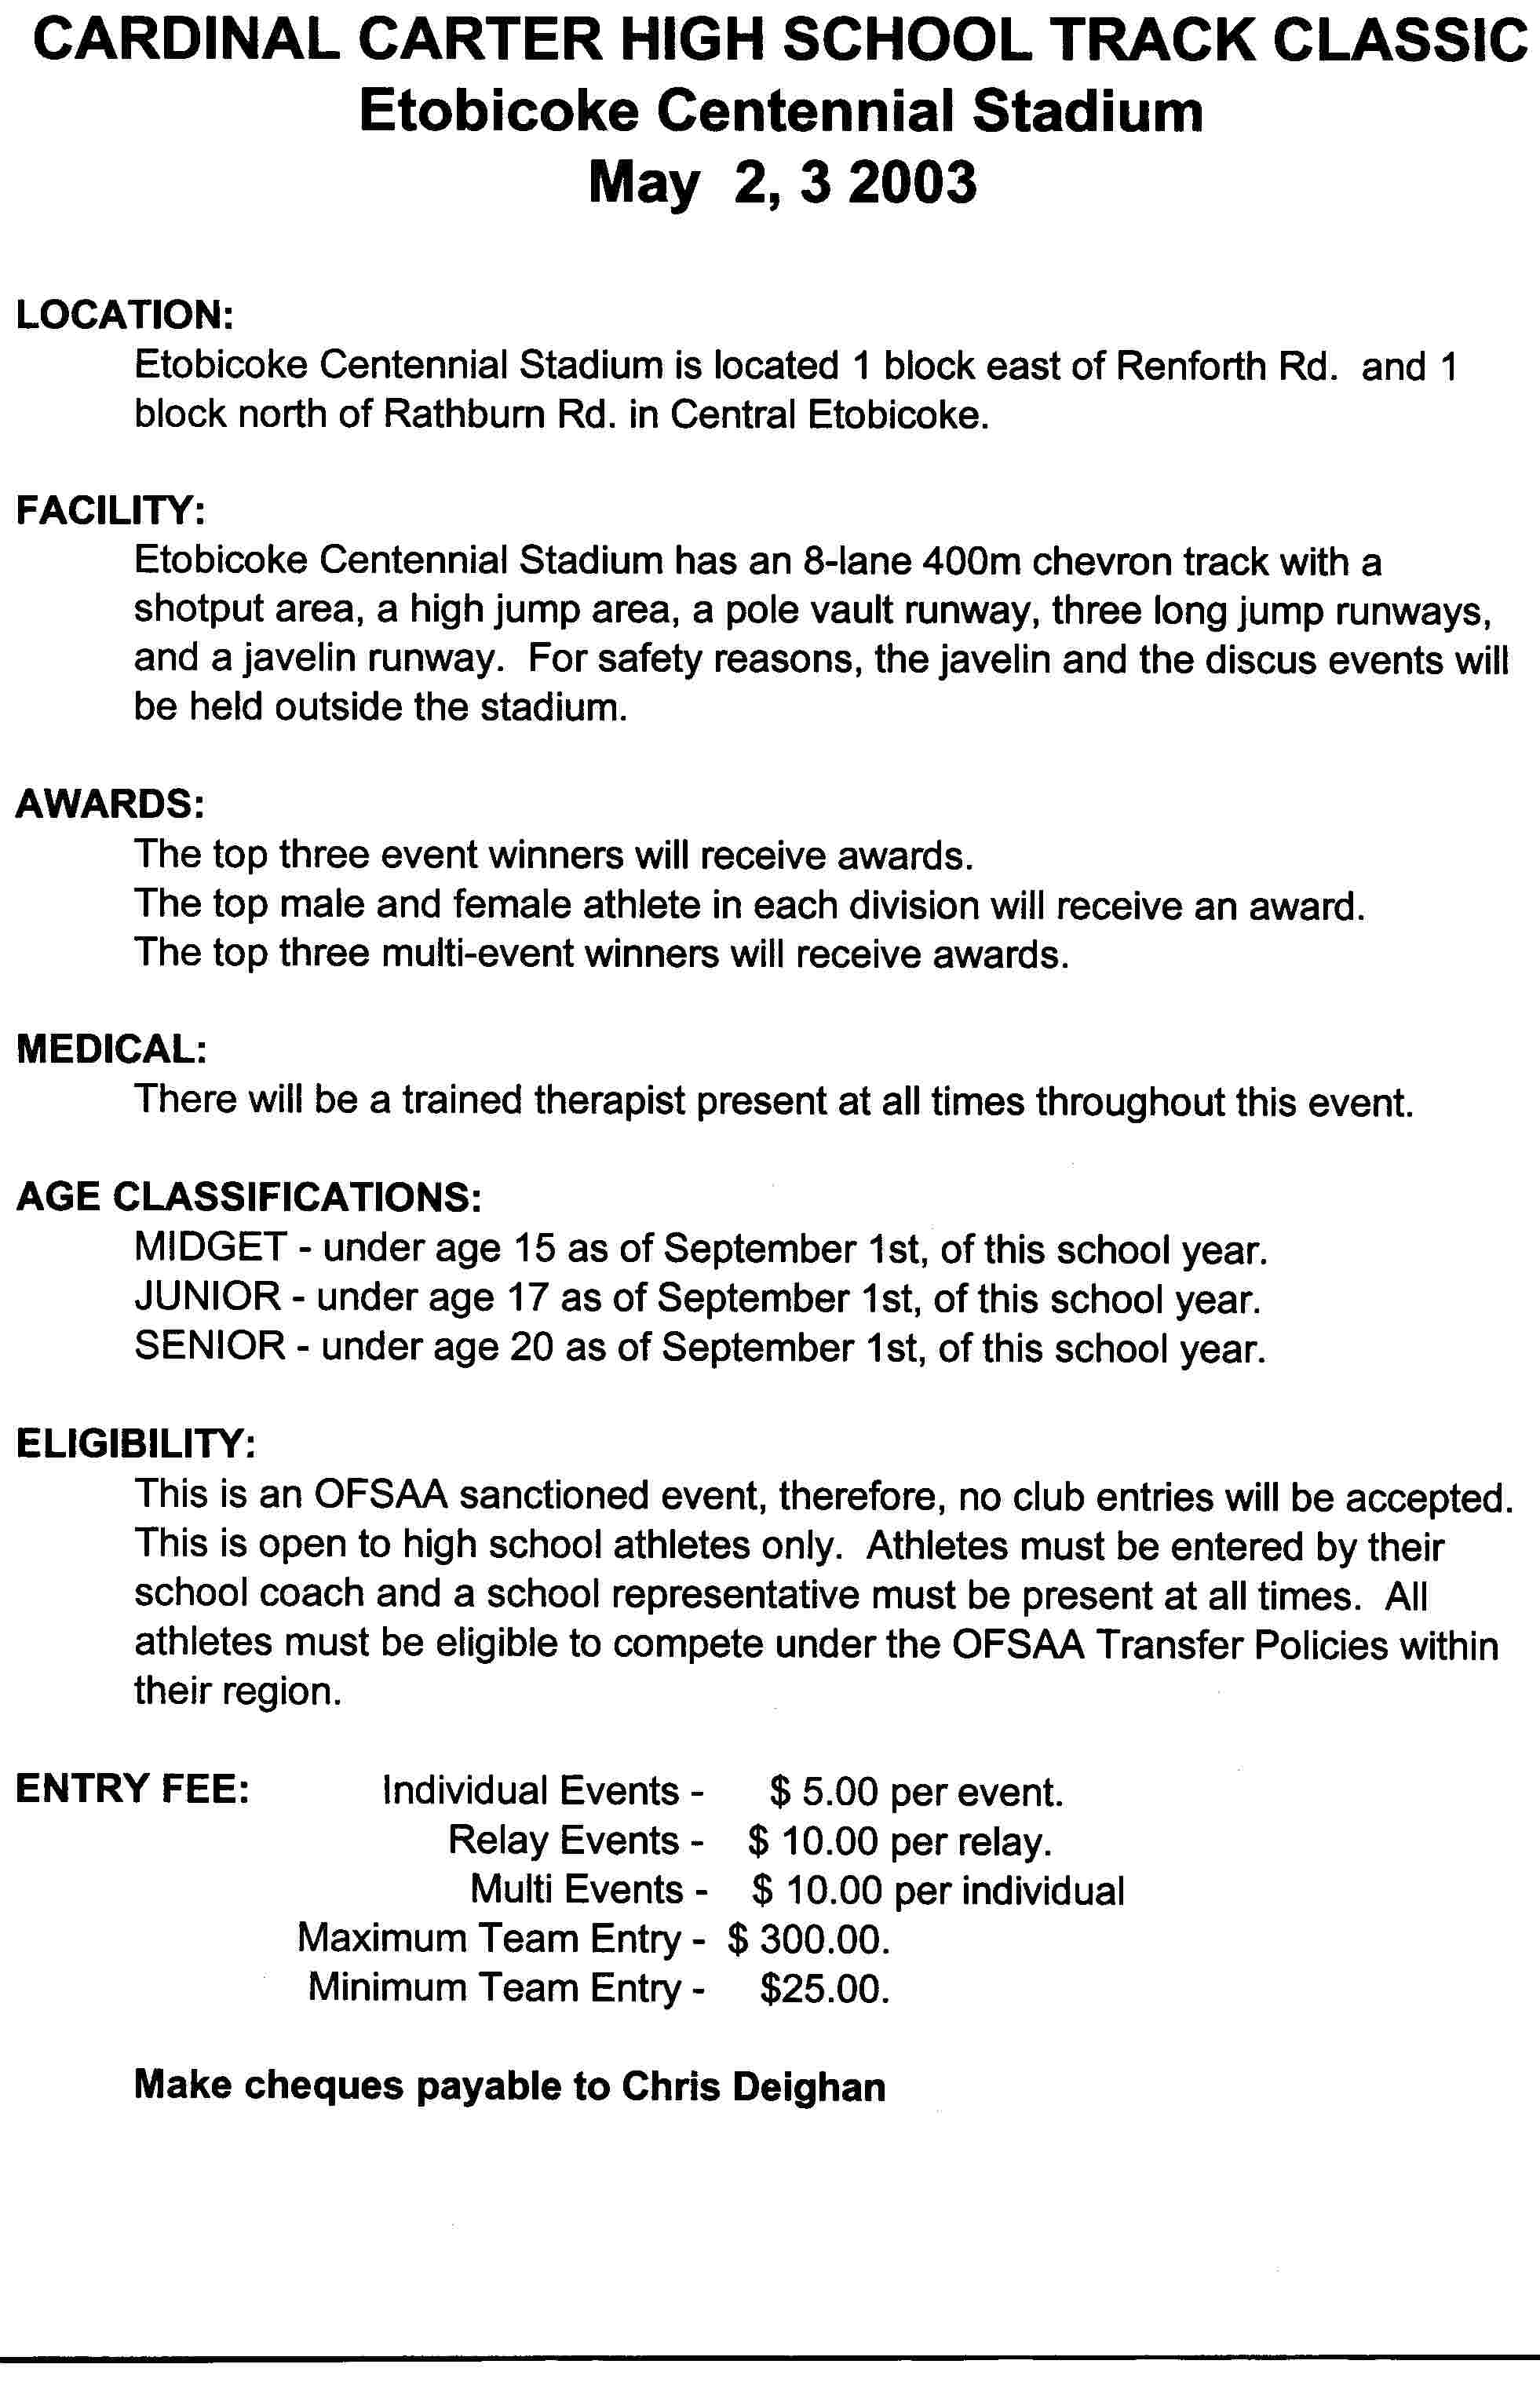 CARDINAL CARTER HIGH SCHOOL TRACK CLASSIC
Etobicoke Centennial Stadium
May 2, 3 2003
LOCATION:
Etobicoke Centennial Stadium is located 1 block east of Renforth Rd. and 1
block north of Rathburn Rd. in Central Etobicoke.
FACILITY:
Etobicoke Centennial Stadium has an 8-lane 400m chevron track with a
shotput area, a high jump area, a pole vault runway, three long jump runways,
and a javelin runway. For safety reasons, the javelin and the discus events will
be held outside the stadium.
AWARDS:
The top three event winners will receive awards.
The top male and female athlete in each division will receive an award.
The top three multi-event winners will receive awards.
MEDICAL:
There will be a trained therapist present at all times throughout this event.
AGE CLASSIFICATIONS:
MIDGET - under age 15 as of September 1st, of this school year.
JUNIOR - under age 17 as of September 1st, of this school year.
SENIOR - under age 20 as of September 1st, of this school year.
ELIGIBILITY:
This is an OFSAA sanctioned event, therefore, no club entries will be accepted.
This is open to high school athletes only. Athletes must be entered by their
school coach and a school representative must be present at all times. All
athletes must be eligible to compete under the OFSAA Transfer Policies within
their region.
ENTRY FEE: Individual Events - $ 5.00 per event.
Relay Events - $ 10.00 per relay.
Multi Events - $ 10.00 per individual
Maximum Team Entry - $ 300.00.
Minimum Team Entry - $25.00.
Make cheques payable to Chris Deighan